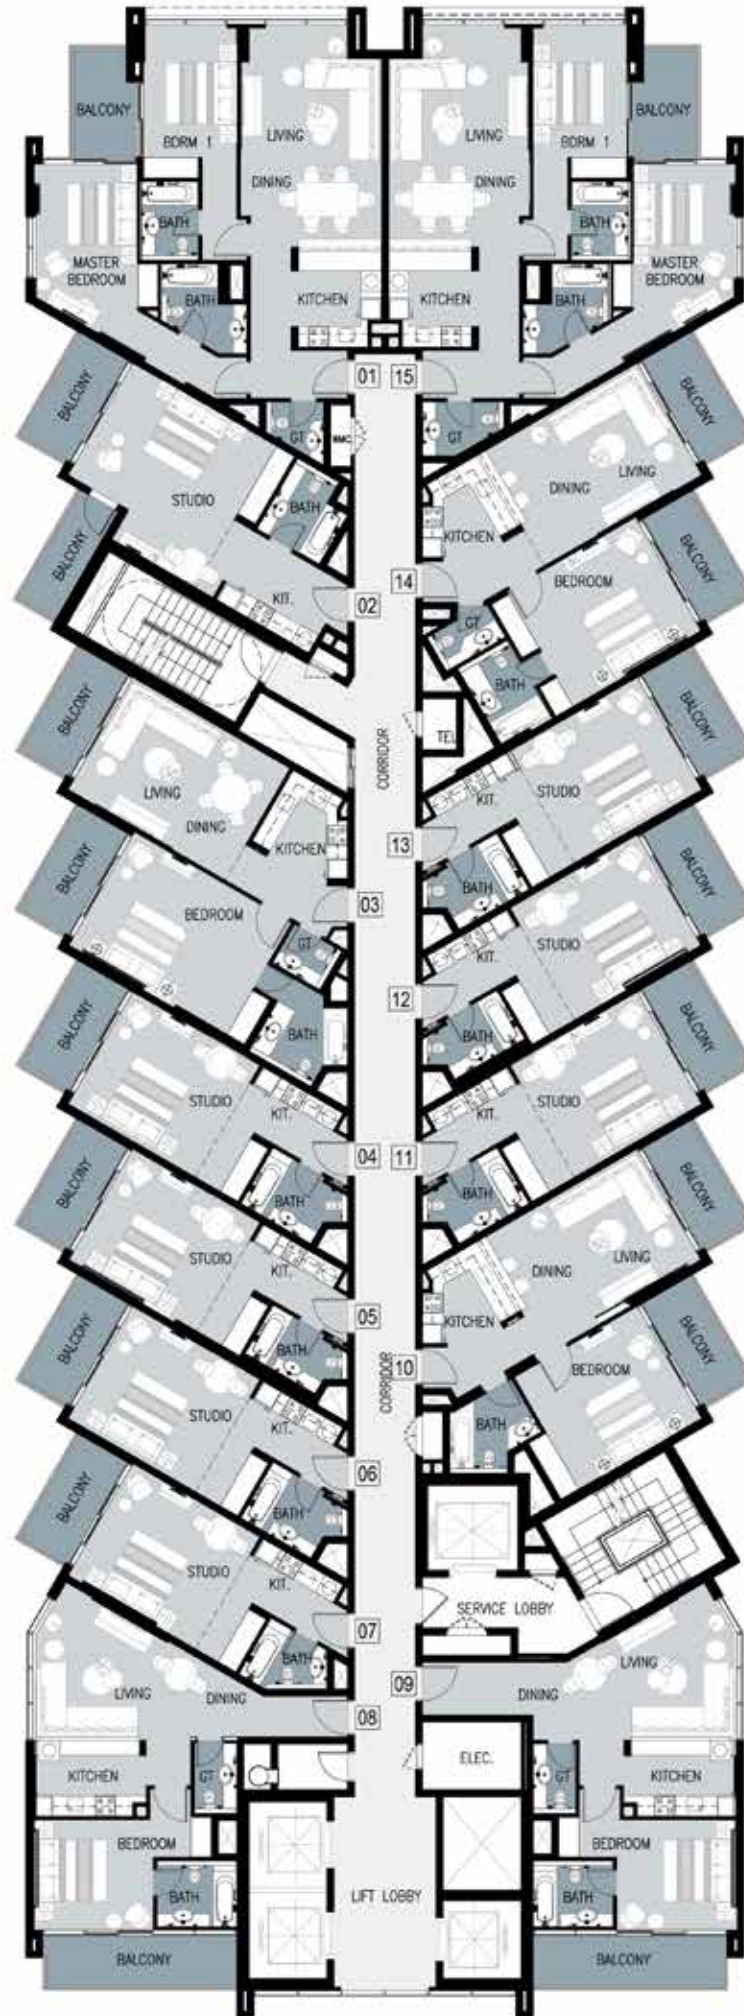 BALCONY
BDRM 1
LIVING
DINING
BATH
MASTER
BEDROOM
BATH
KITCHEN
LIVING
DINING
BDRM 1
BALCONY
BATH
MASTER
BEDROOM
BATH
KITCHEN
01
15
GT
GT
BALCONY
STUDIO
BATH
KIT.
BALCONY
02
BALCONY
LIVING
DINING
KITCHEN
14
BEDROOM
BALCONY
GT
BATH
TEL
CORRIDOR
BALCONY
LIVING
DINING
KITCHEN
BALCONY
BEDROOM
03
GT
BATH
BALCONY
KIT.
STUDIO
13
BATH
BALCONY
KIT.
STUDIO
12
BATH
BALCONY
STUDIO
KIT.
04
BATH
BALCONY
KIT.
STUDIO
11
BATH
BALCONY
STUDIO
KIT.
05
BATH
BALCONY
LIVING
DINING
KITCHEN
10
BEDROOM
BALCONY
BATH
CORRIDOR
BALCONY
STUDIO
KIT.
06
BATH
BALCONY
STUDIO
KIT.
07
BATH
SERVICE LOBBY
09
08
LIVING
DINING
KITCHEN
GT
BEDROOM
BATH
BALCONY
ELEC.
LIFT LOBBY
LIVING
DINING
GT
KITCHEN
BEDROOM
BATH
BALCONY